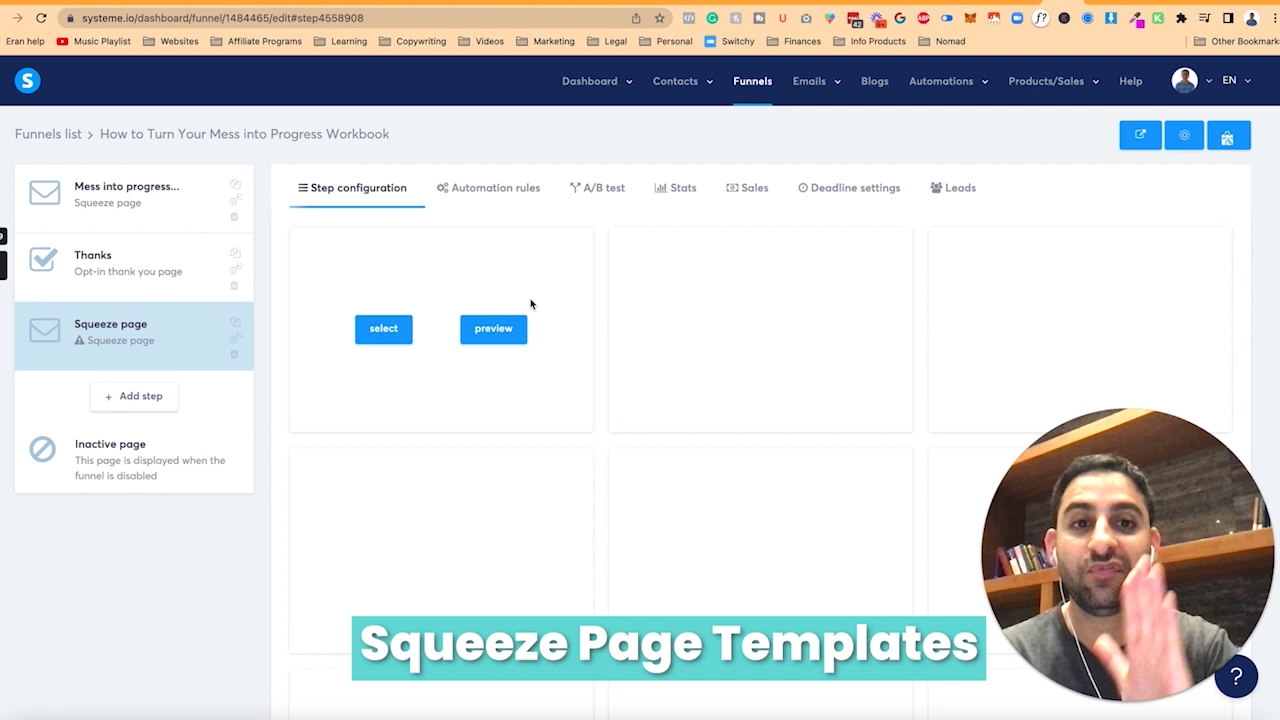 systeme.io/dashboard/funnel/1484465/edit#step4558908
Eran help Music Playlist Websites Affiliate Programs Learning Copywriting Videos Marketing Legal Personal Switchy Finances Info Products Nomad Other Bookmark
S Dashboard Contacts Funnels Emails Blogs Automations Products/Sales Help EN
Funnels list > How to Turn Your Mess into Progress Workbook
Mess into progress...
Squeeze page
Thanks
Opt-in thank you page
Squeeze page
Squeeze page
+ Add step
Inactive page
This page is displayed when the
funnel is disabled
Step configuration Automation rules A/B test Stats Sales Deadline settings Leads
select preview
Squeeze Page Templates
?